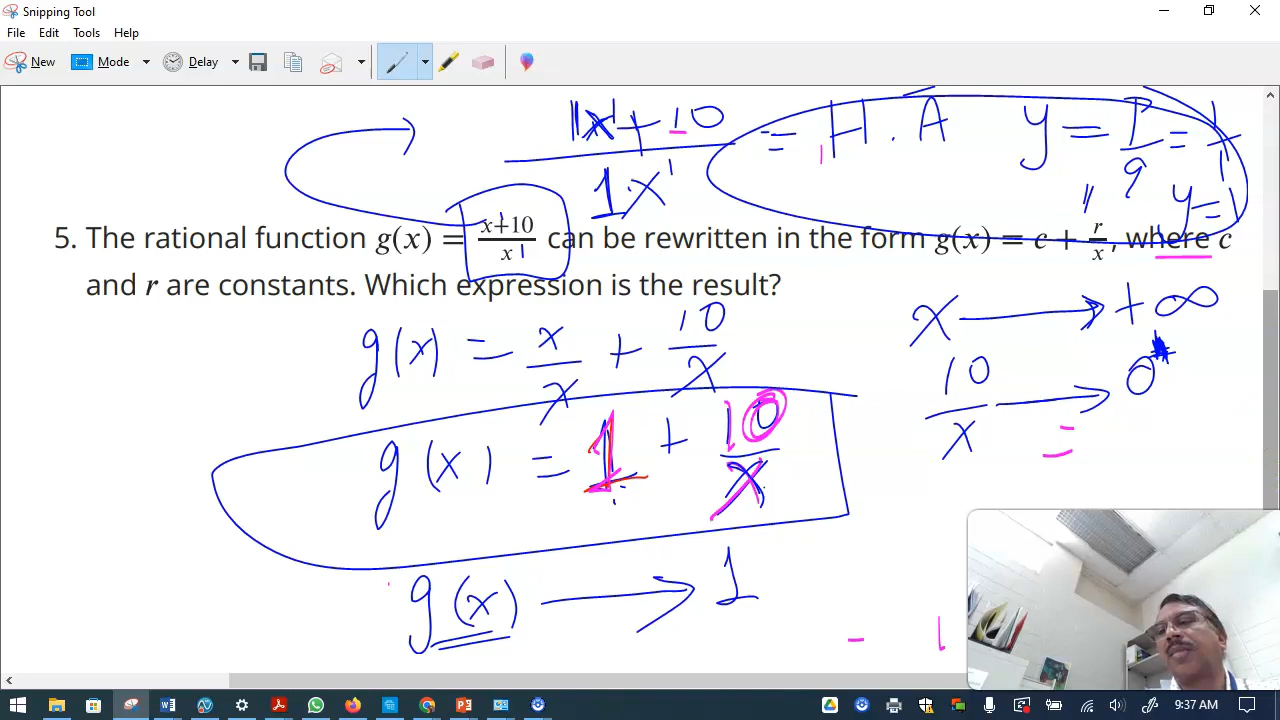 Snipping Tool
File Edit Tools Help
New Mode Delay
1x¹ + 10
1x¹
= H.A y = p/q = 1/1
y = 1
5. The rational function g(x) = x+10/x can be rewritten in the form g(x) = c + r/x, where c
and r are constants. Which expression is the result?
g(x) = x/x + 10/x
x → +∞
10/x → 0
g(x) = 1 + 10/x
g(x) → 1
9:37 AM